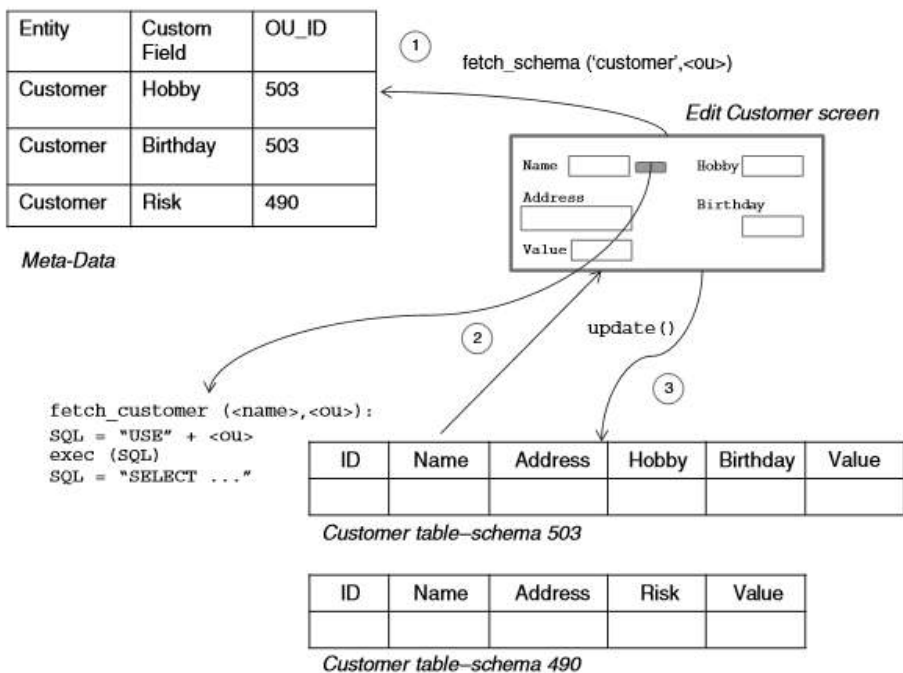 Entity Custom Field OU_ID
Customer Hobby 503
Customer Birthday 503
Customer Risk 490
Meta-Data
1
fetch_schema (‘customer’,<ou>)
Edit Customer screen
Name Hobby
Address Birthday
Value
2
update()
3
fetch_customer (<name>,<ou>):
SQL = "USE" + <ou>
exec (SQL)
SQL = "SELECT ..."
ID Name Address Hobby Birthday Value
Customer table–schema 503
ID Name Address Risk Value
Customer table–schema 490